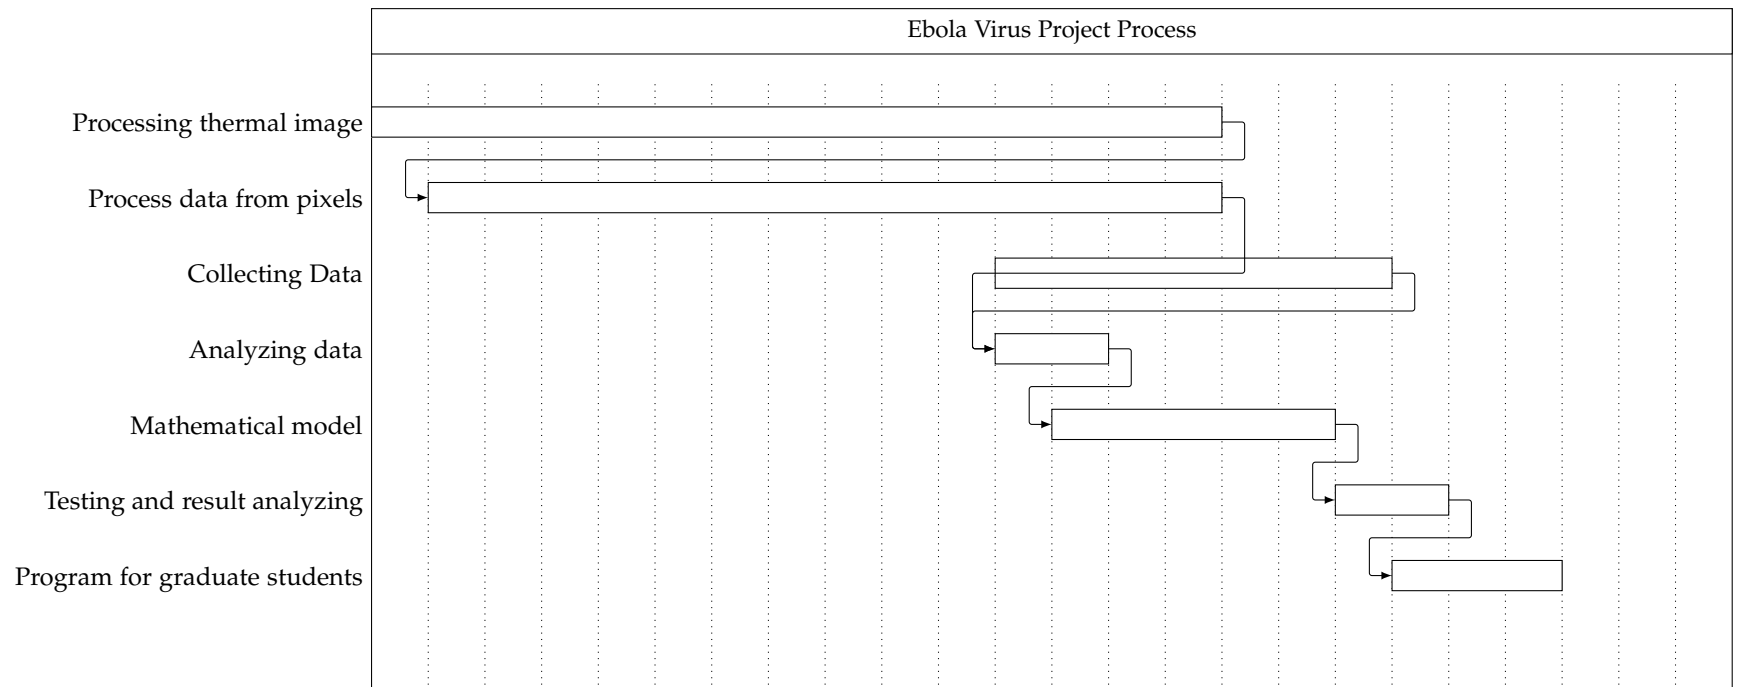 Ebola Virus Project Process
Processing thermal image
Process data from pixels
Collecting Data
Analyzing data
Mathematical model
Testing and result analyzing
Program for graduate students